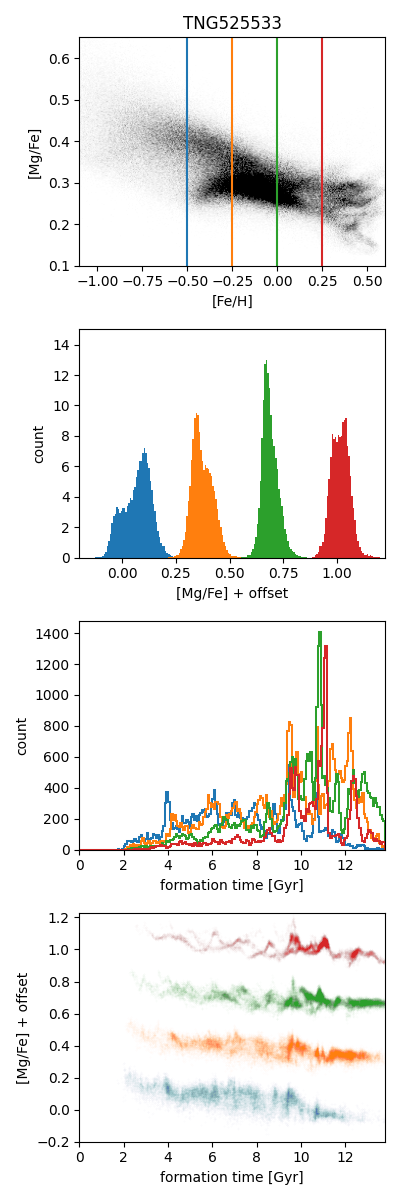 TNG525533
[Mg/Fe]
0.6
0.5
0.4
0.3
0.2
0.1
−1.00 −0.75 −0.50 −0.25 0.00 0.25 0.50
[Fe/H]
count
14
12
10
8
6
4
2
0
0.00 0.25 0.50 0.75 1.00
[Mg/Fe] + offset
count
1400
1200
1000
800
600
400
200
0
0 2 4 6 8 10 12
formation time [Gyr]
[Mg/Fe] + offset
1.2
1.0
0.8
0.6
0.4
0.2
0.0
−0.2
0 2 4 6 8 10 12
formation time [Gyr]